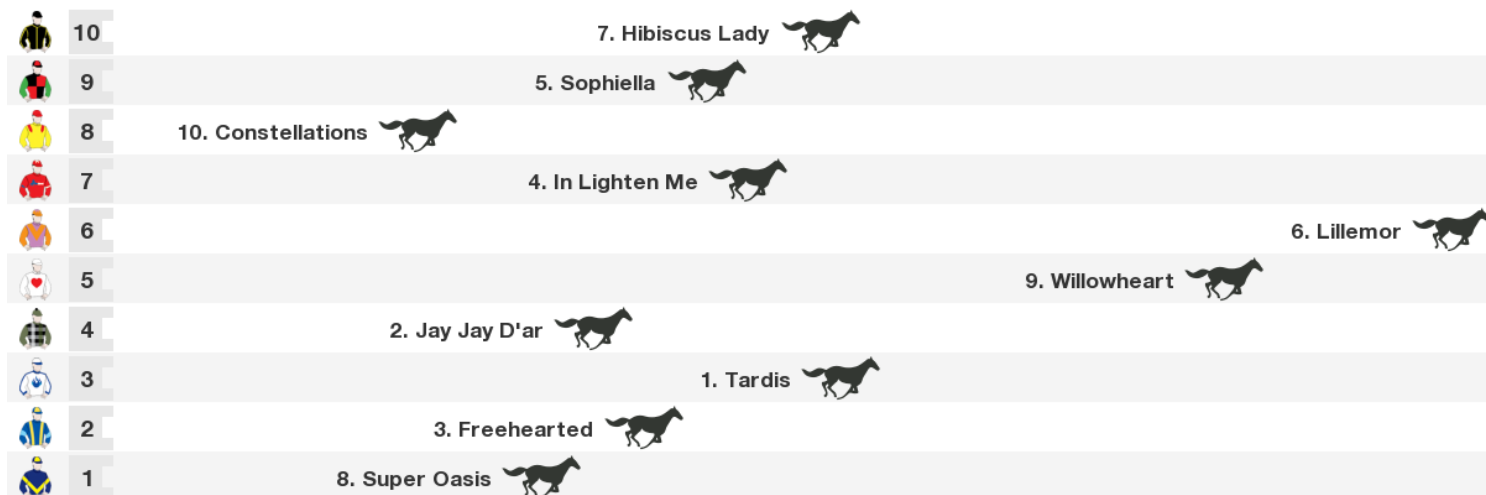 10 7. Hibiscus Lady
9 5. Sophiella
8 10. Constellations
7 4. In Lighten Me
6 6. Lillemor
5 9. Willowheart
4 2. Jay Jay D'ar
3 1. Tardis
2 3. Freehearted
1 8. Super Oasis